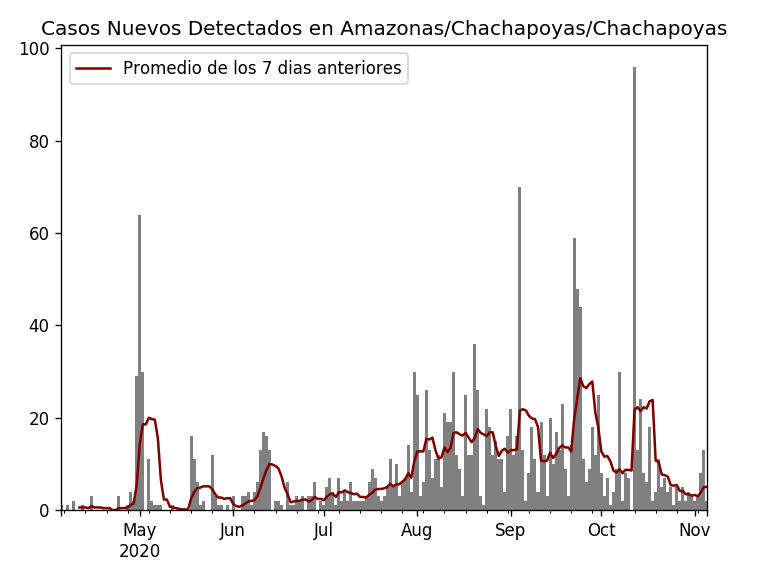 Casos Nuevos Detectados en Amazonas/Chachapoyas/Chachapoyas
Promedio de los 7 dias anteriores
100
80
60
40
20
0
May Jun Jul Aug Sep Oct Nov
2020